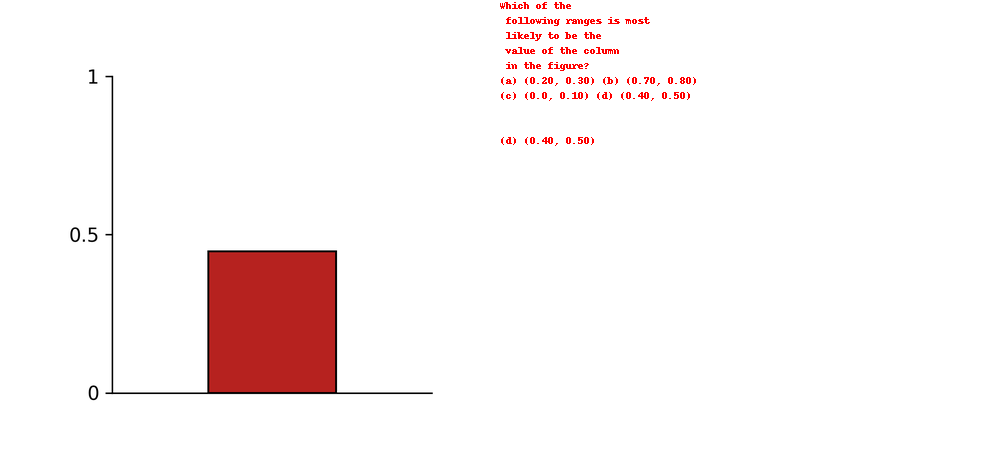 1
0.5
0
Which of the
following ranges is most
likely to be the
value of the column
in the figure?
(a) (0.20, 0.30) (b) (0.70, 0.80)
(c) (0.0, 0.10) (d) (0.40, 0.50)
(d) (0.40, 0.50)